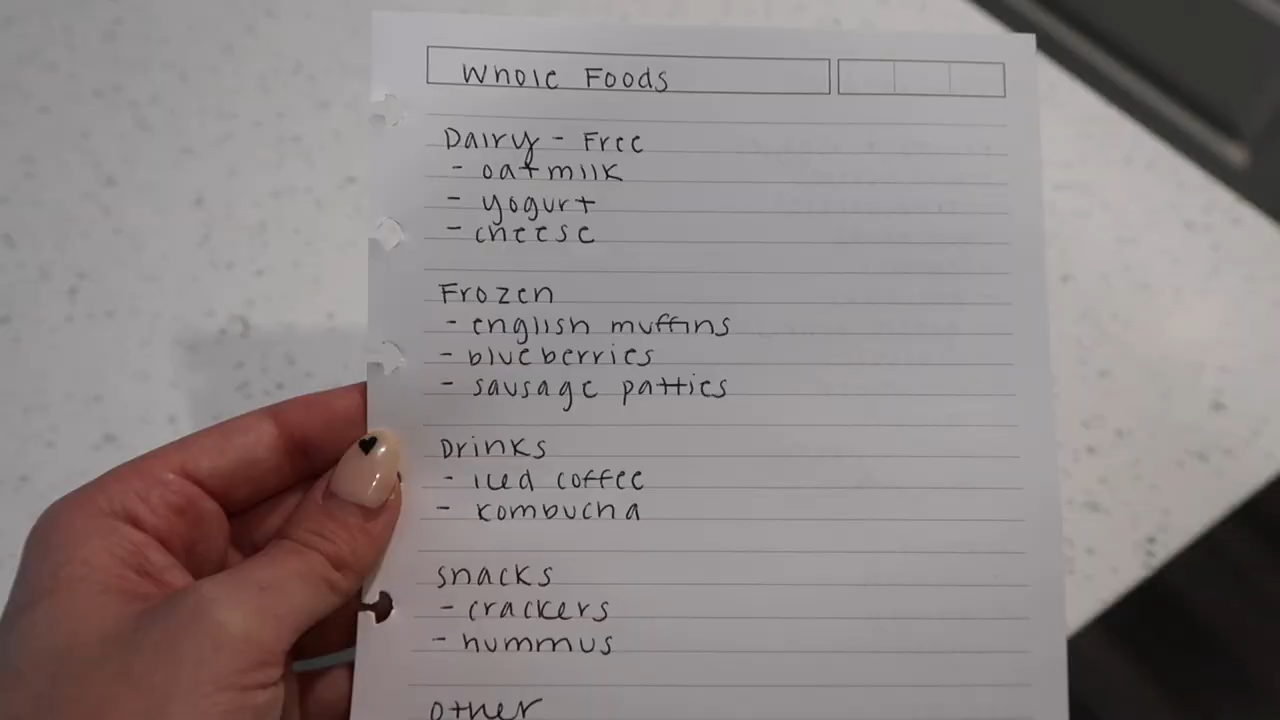 Whole Foods
Dairy - Free
- oatmilk
- yogurt
- cheese
Frozen
- english muffins
- blueberries
- sausage patties
Drinks
- iced coffee
- kombucha
snacks
- crackers
- hummus
other